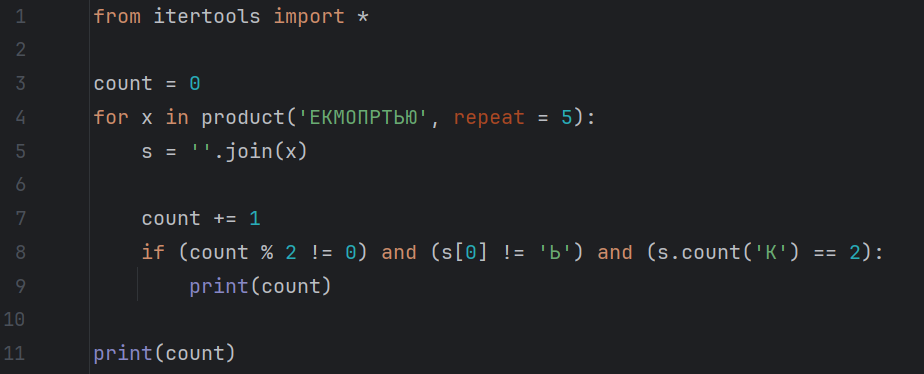 1 from itertools import *
2
3 count = 0
4 for x in product('ЕКМОПРТЬЮ', repeat = 5):
5 s = ''.join(x)
6
7 count += 1
8 if (count % 2 != 0) and (s[0] != 'Ь') and (s.count('К') == 2):
9 print(count)
10
11 print(count)